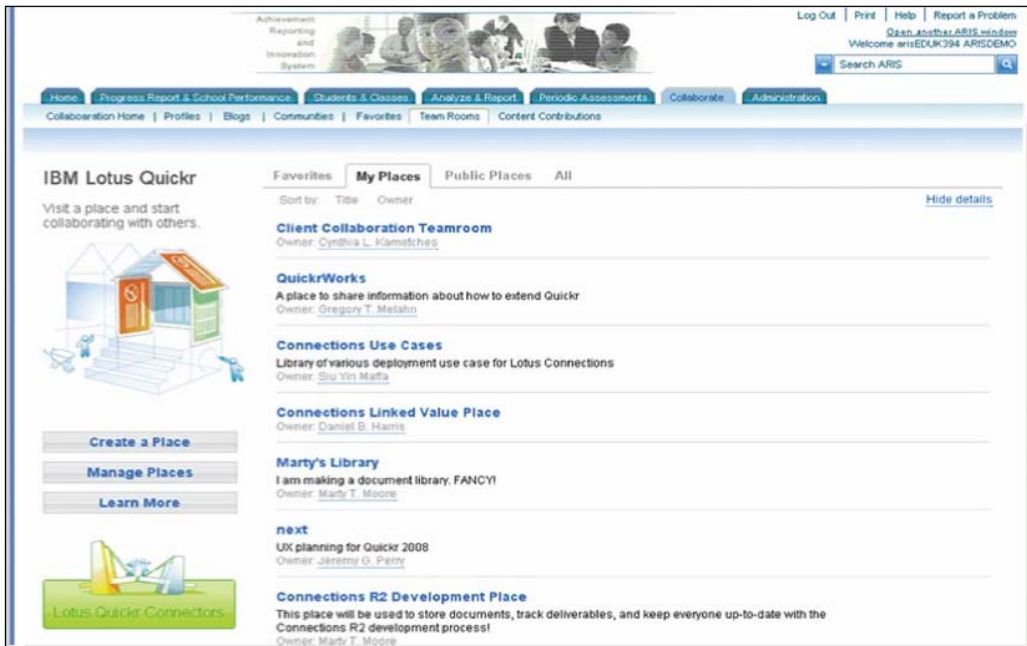 Achievement
Reporting
and
Innovation
System
Log Out | Print | Help | Report a Problem
Open another ARIS window
Welcome arisEDUK394 ARISDEMO
Search ARIS
Home Progress Report & School Performance Students & Classes Analyze & Report Periodic Assessments Collaborate Administration
Collaboaration Home | Profiles | Blogs | Communities | Favorites | Team Rooms Content Contributions
IBM Lotus Quickr
Visit a place and start
collaborating with others.
Create a Place
Manage Places
Learn More
Lotus Quickr Connectors
Favorites My Places Public Places All
Sort by: Title Owner
Hide details
Client Collaboration Teamroom
Owner: Cynthia L.
QuickrWorks
A place to share information about how to extend Quickr
Owner: Gregory T. Melahn
Connections Use Cases
Library of various deployment use case for Lotus Connections
Owner: Siu Yin Maffa
Connections Linked Value Place
Owner: Daniel B. Harris
Marty's Library
I am making a document library. FANCY!
Owner: Marty T. Moore
next
UX planning for Quickr 2008
Owner: Jeremy G. Perry
Connections R2 Development Place
This place will be used to store documents, track deliverables, and keep everyone up-to-date with the
Connections R2 development process!
Owner: Marty T. Moore